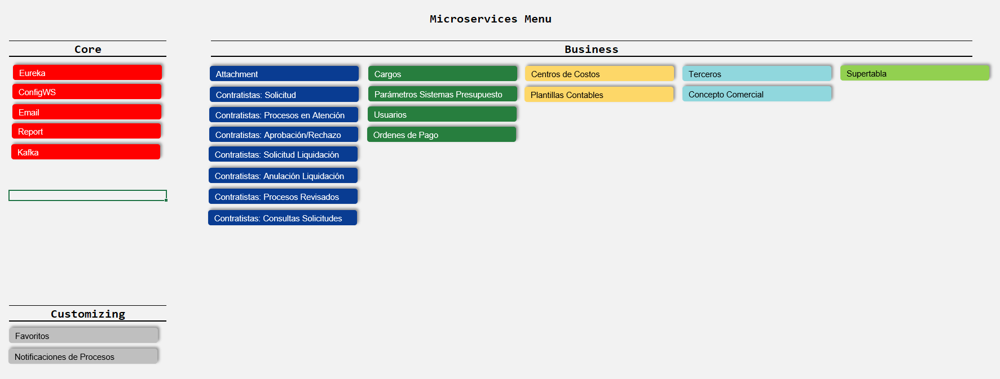 Microservices Menu
Core
Eureka
ConfigWS
Email
Report
Kafka
Business
Attachment
Contratistas: Solicitud
Contratistas: Procesos en Atención
Contratistas: Aprobación/Rechazo
Contratistas: Solicitud Liquidación
Contratistas: Anulación Liquidación
Contratistas: Procesos Revisados
Contratistas: Consultas Solicitudes
Cargos
Parámetros Sistemas Presupuesto
Usuarios
Ordenes de Pago
Centros de Costos
Plantillas Contables
Terceros
Concepto Comercial
Supertabla
Customizing
Favoritos
Notificaciones de Procesos